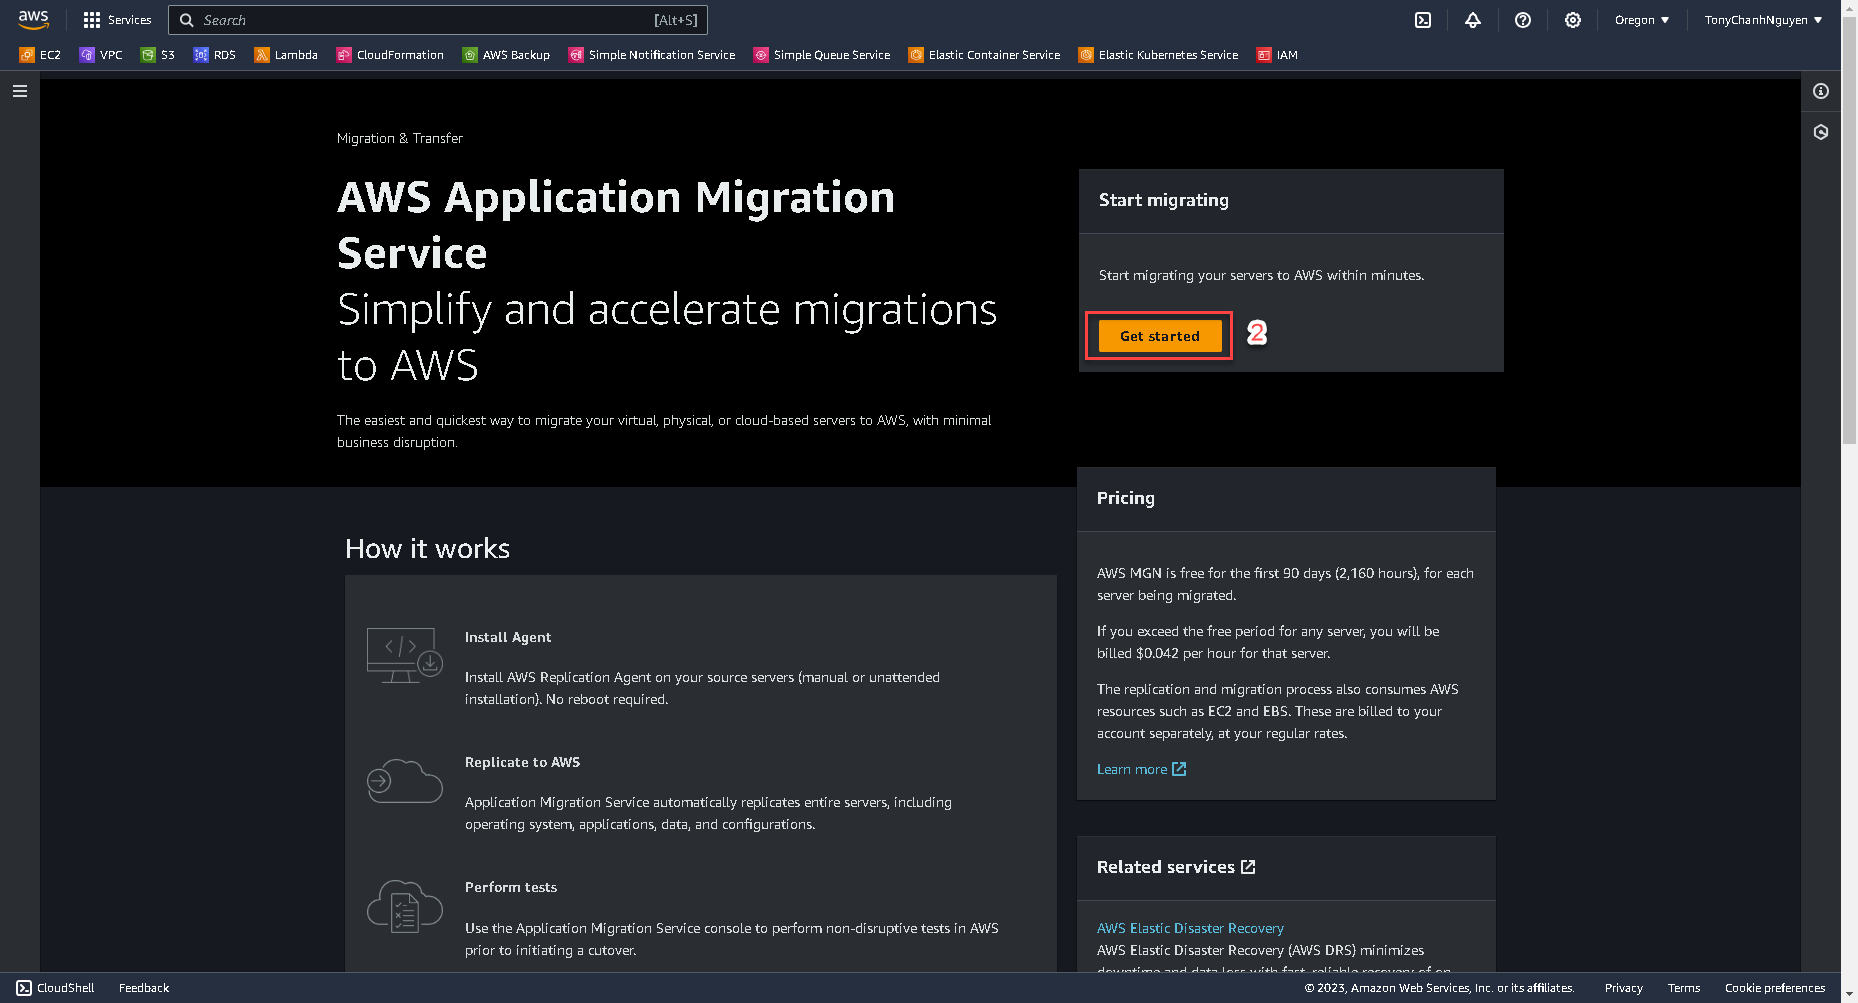 aws
Services
Search
[Alt+S]
Oregon ▼
TonyChanhNguyen ▼
EC2
VPC
S3
RDS
Lambda
CloudFormation
AWS Backup
Simple Notification Service
Simple Queue Service
Elastic Container Service
Elastic Kubernetes Service
IAM
Migration & Transfer
AWS Application Migration
Service
Simplify and accelerate migrations
to AWS
The easiest and quickest way to migrate your virtual, physical, or cloud-based servers to AWS, with minimal
business disruption.
Start migrating
Start migrating your servers to AWS within minutes.
Get started
2
How it works
Install Agent
Install AWS Replication Agent on your source servers (manual or unattended
installation). No reboot required.
Replicate to AWS
Application Migration Service automatically replicates entire servers, including
operating system, applications, data, and configurations.
Perform tests
Use the Application Migration Service console to perform non-disruptive tests in AWS
prior to initiating a cutover.
Pricing
AWS MGN is free for the first 90 days (2,160 hours), for each
server being migrated.
If you exceed the free period for any server, you will be
billed $0.042 per hour for that server.
The replication and migration process also consumes AWS
resources such as EC2 and EBS. These are billed to your
account separately, at your regular rates.
Learn more
Related services
AWS Elastic Disaster Recovery
AWS Elastic Disaster Recovery (AWS DRS) minimizes
downtime and data loss with fast, reliable recovery of on
CloudShell
Feedback
© 2023, Amazon Web Services, Inc. or its affiliates.
Privacy
Terms
Cookie preferences